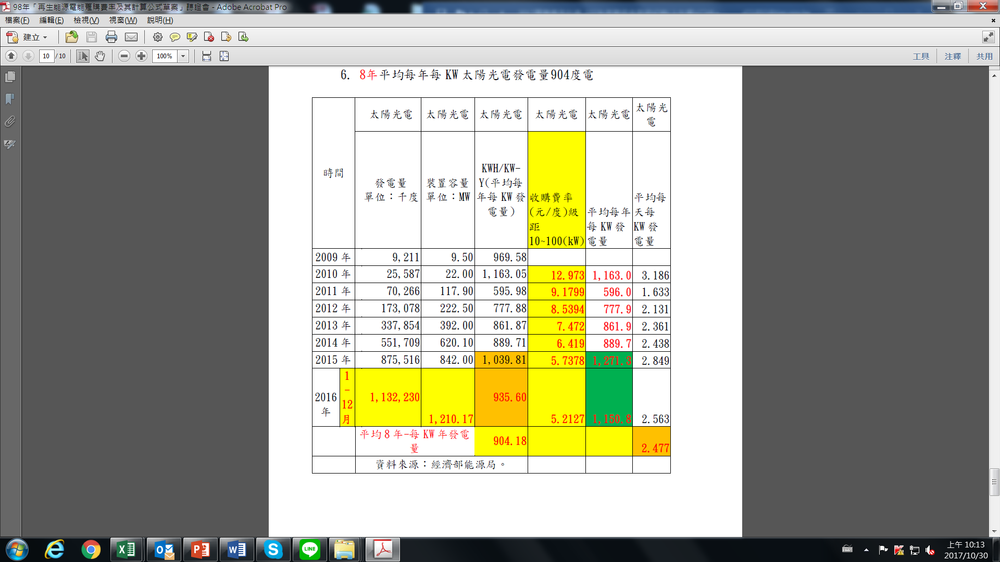 98年「再生能源電能躉購費率及其計算公式草案」聽證會 - Adobe Acrobat Pro
檔案(F) 編輯(E) 檢視(V) 視窗(W) 說明(H)
建立
10 / 10 100% 工具 注釋 共用
6. 8年平均每年每 KW 太陽光電發電量904度電
時間
太陽光電 太陽光電 太陽光電 太陽光電 太陽光電 太陽光
電
發電量
單位：千度
裝置容量
單位：MW
KWH/KW-
Y(平均每
年每 KW 發
電量)
收購費率
(元/度)級
距
10~100(kW)
平均每年
每 KW 發
電量
平均每
天每
KW 發
電量
2009 年 9,211 9.50 969.58
2010 年 25,587 22.00 1,163.05 12.973 1,163.0 3.186
2011 年 70,266 117.90 595.98 9.1799 596.0 1.633
2012 年 173,078 222.50 777.88 8.5394 777.9 2.131
2013 年 337,854 392.00 861.87 7.472 861.9 2.361
2014 年 551,709 620.10 889.71 6.419 889.7 2.438
2015 年 875,516 842.00 1,039.81 5.7378 1,271.3 2.849
2016
年
1
-
12
月
1,132,230 1,210.17 935.60 5.2127 1,150.8 2.563
平均 8 年-每 KW 年發電
量
904.18 2.477
資料來源：經濟部能源局。
LINE
上午 10:13
2017/10/30